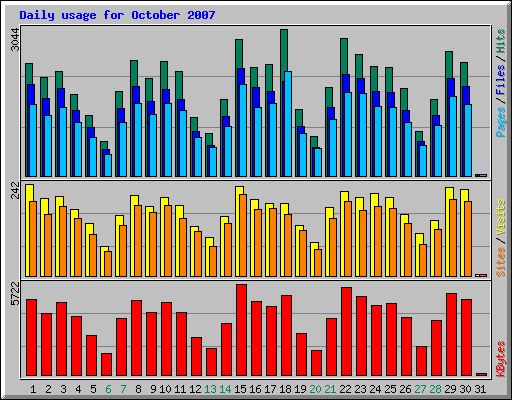 Daily usage for October 2007
3044
Pages / Files / Hits
242
Sites / Visits
5722
KBytes
1 2 3 4 5 6 7 8 9 10 11 12 13 14 15 16 17 18 19 20 21 22 23 24 25 26 27 28 29 30 31